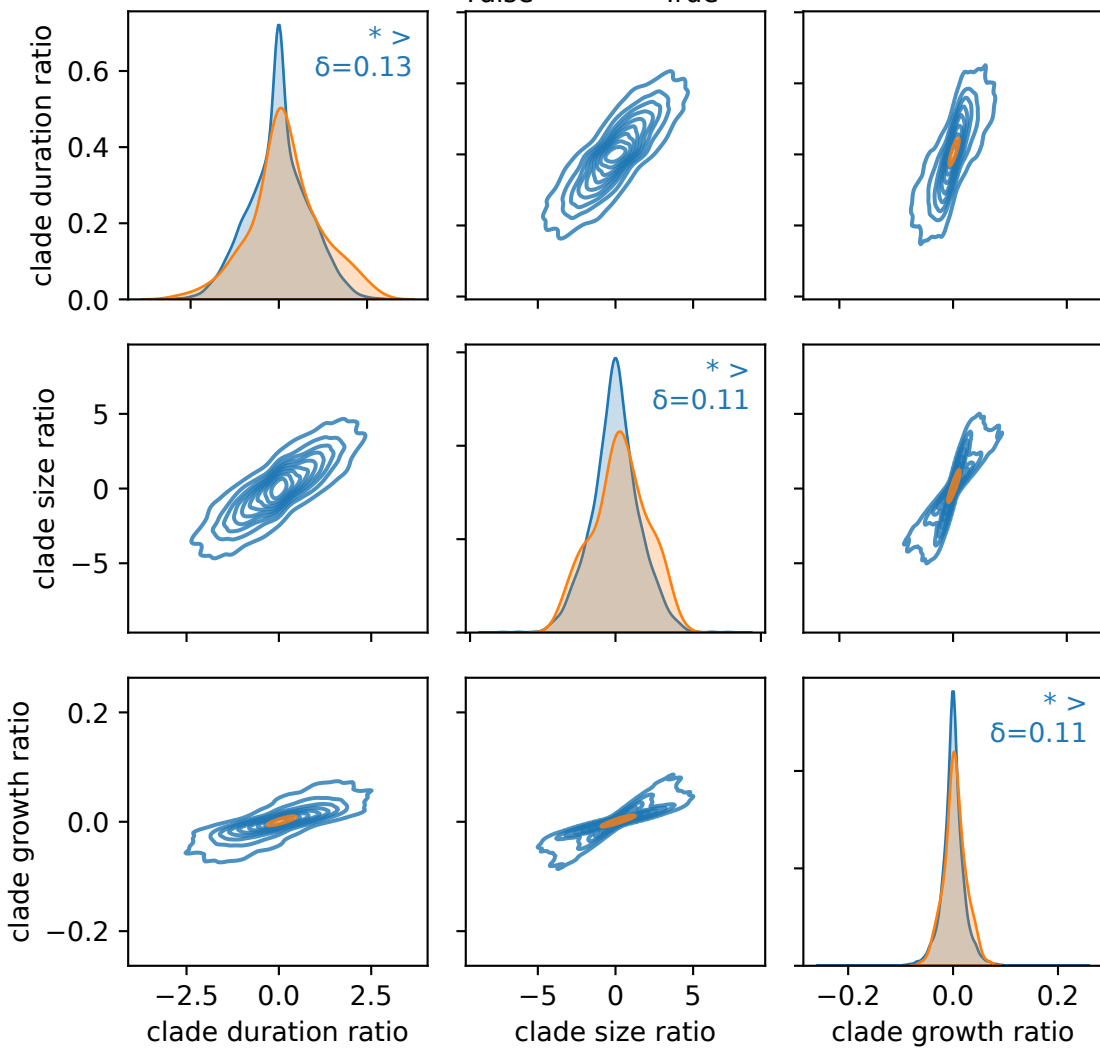 clade duration ratio
0.6
0.4
0.2
0.0
* >
δ=0.13
clade size ratio
5
0
−5
* >
δ=0.11
clade growth ratio
0.2
0.0
−0.2
* >
δ=0.11
−2.5 0.0 2.5
−5 0 5
−0.2 0.0 0.2
clade duration ratio
clade size ratio
clade growth ratio